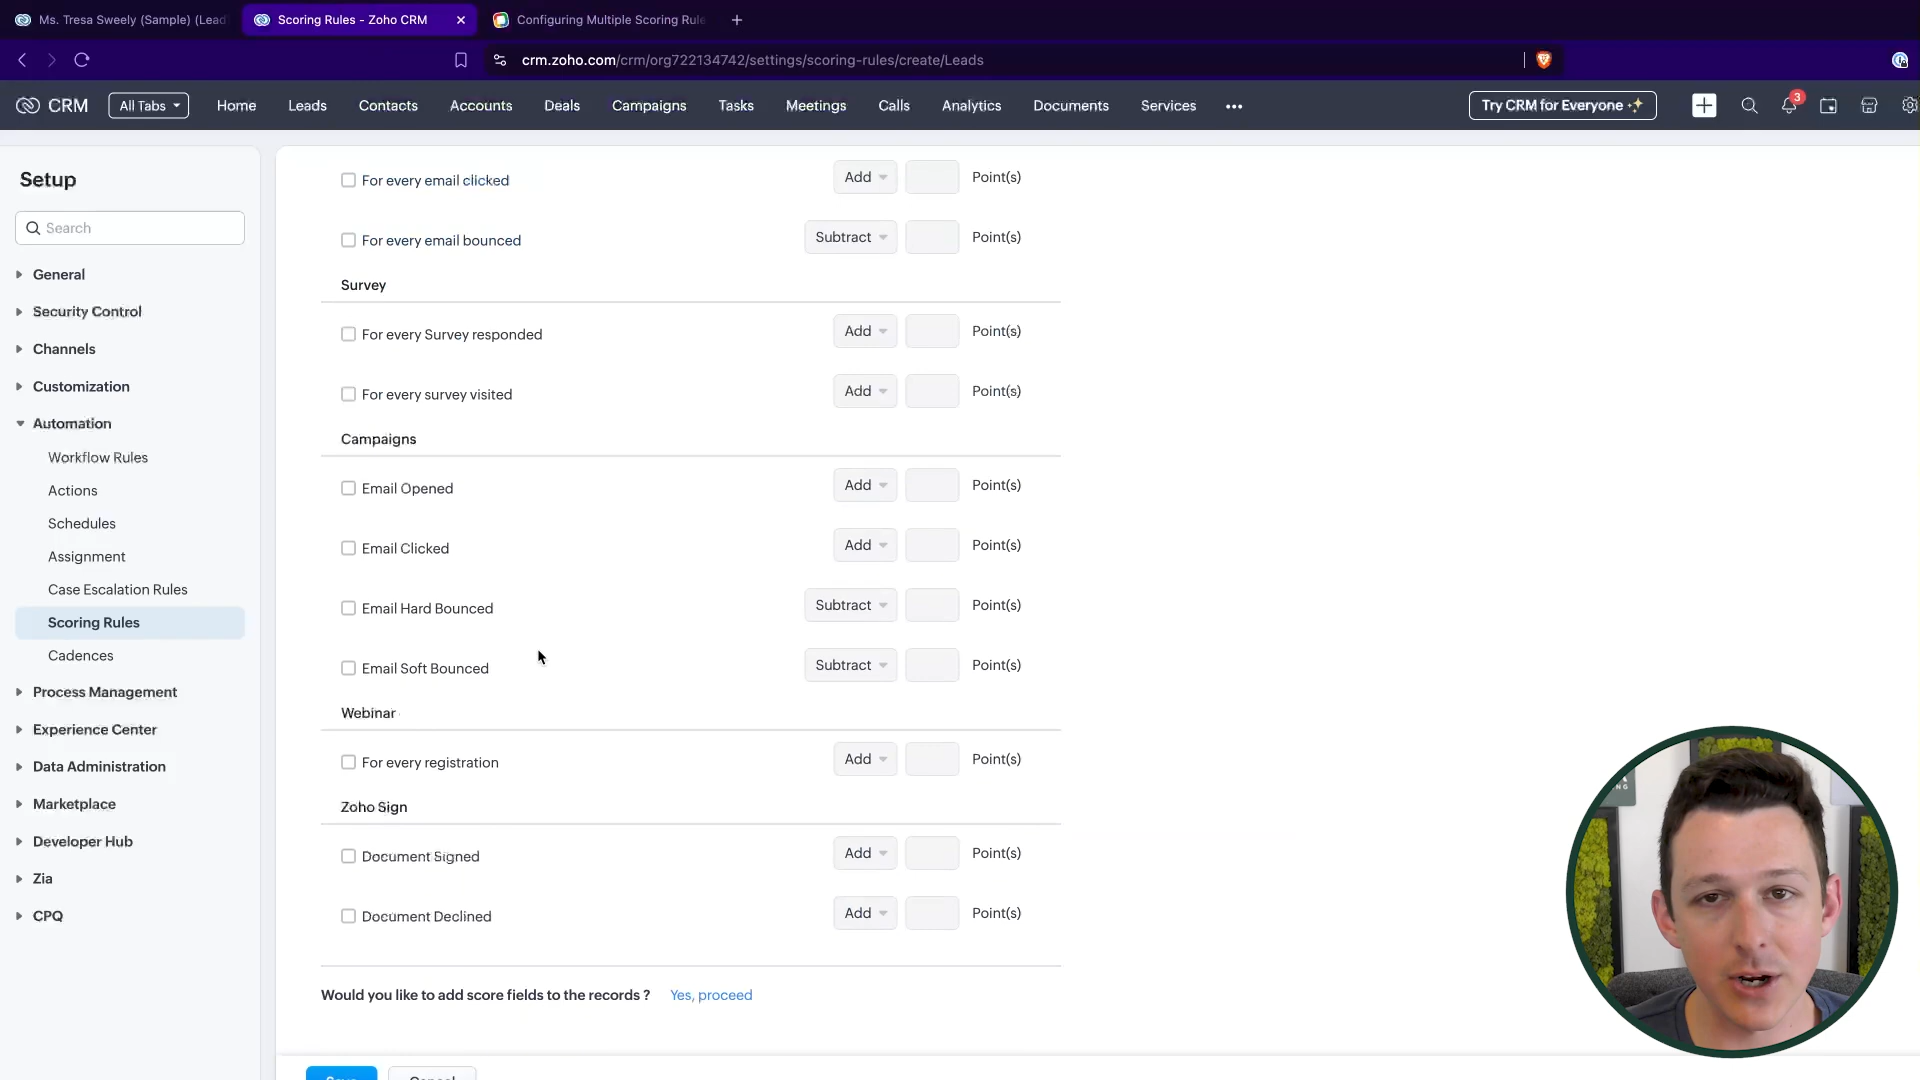 Ms. Tresa Sweely (Sample) (Lead
Scoring Rules - Zoho CRM
Configuring Multiple Scoring Rule
crm.zoho.com/crm/org722134742/settings/scoring-rules/create/Leads
CRM
All Tabs
Home
Leads
Contacts
Accounts
Deals
Campaigns
Tasks
Meetings
Calls
Analytics
Documents
Services
Try CRM for Everyone
3
Setup
Search
General
Security Control
Channels
Customization
Automation
Workflow Rules
Actions
Schedules
Assignment
Case Escalation Rules
Scoring Rules
Cadences
Process Management
Experience Center
Data Administration
Marketplace
Developer Hub
Zia
CPQ
For every email clicked Add Point(s)
For every email bounced Subtract Point(s)
Survey
For every Survey responded Add Point(s)
For every survey visited Add Point(s)
Campaigns
Email Opened Add Point(s)
Email Clicked Add Point(s)
Email Hard Bounced Subtract Point(s)
Email Soft Bounced Subtract Point(s)
Webinar
For every registration Add Point(s)
Zoho Sign
Document Signed Add Point(s)
Document Declined Add Point(s)
Would you like to add score fields to the records ? Yes, proceed
Save Cancel